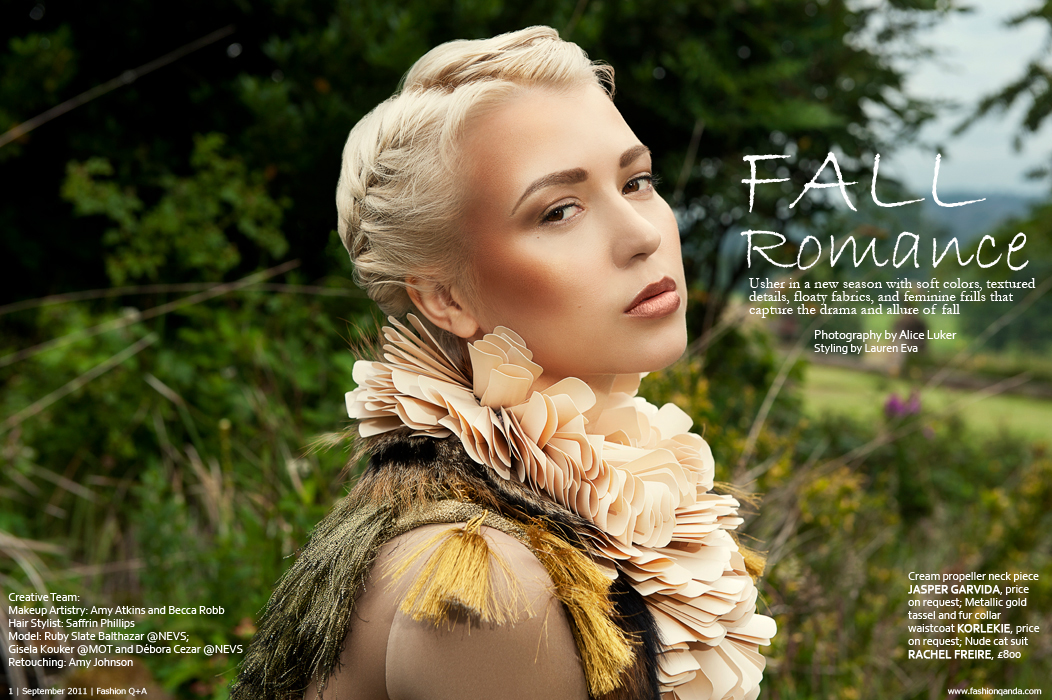 FALL
Romance
Usher in a new season with soft colors, textured
details, floaty fabrics, and feminine frills that
capture the drama and allure of fall
Photography by Alice Luker
Styling by Lauren Eva
Creative Team:
Makeup Artistry: Amy Atkins and Becca Robb
Hair Stylist: Saffrin Phillips
Model: Ruby Slate Balthazar @NEVS;
Gisela Kouker @MOT and Débora Cezar @NEVS
Retouching: Amy Johnson
Cream propeller neck piece
JASPER GARVIDA, price
on request; Metallic gold
tassel and fur collar
waistcoat KORLEKIE, price
on request; Nude cat suit
RACHEL FREIRE, £800
1 | September 2011 | Fashion Q+A
www.fashionqanda.com